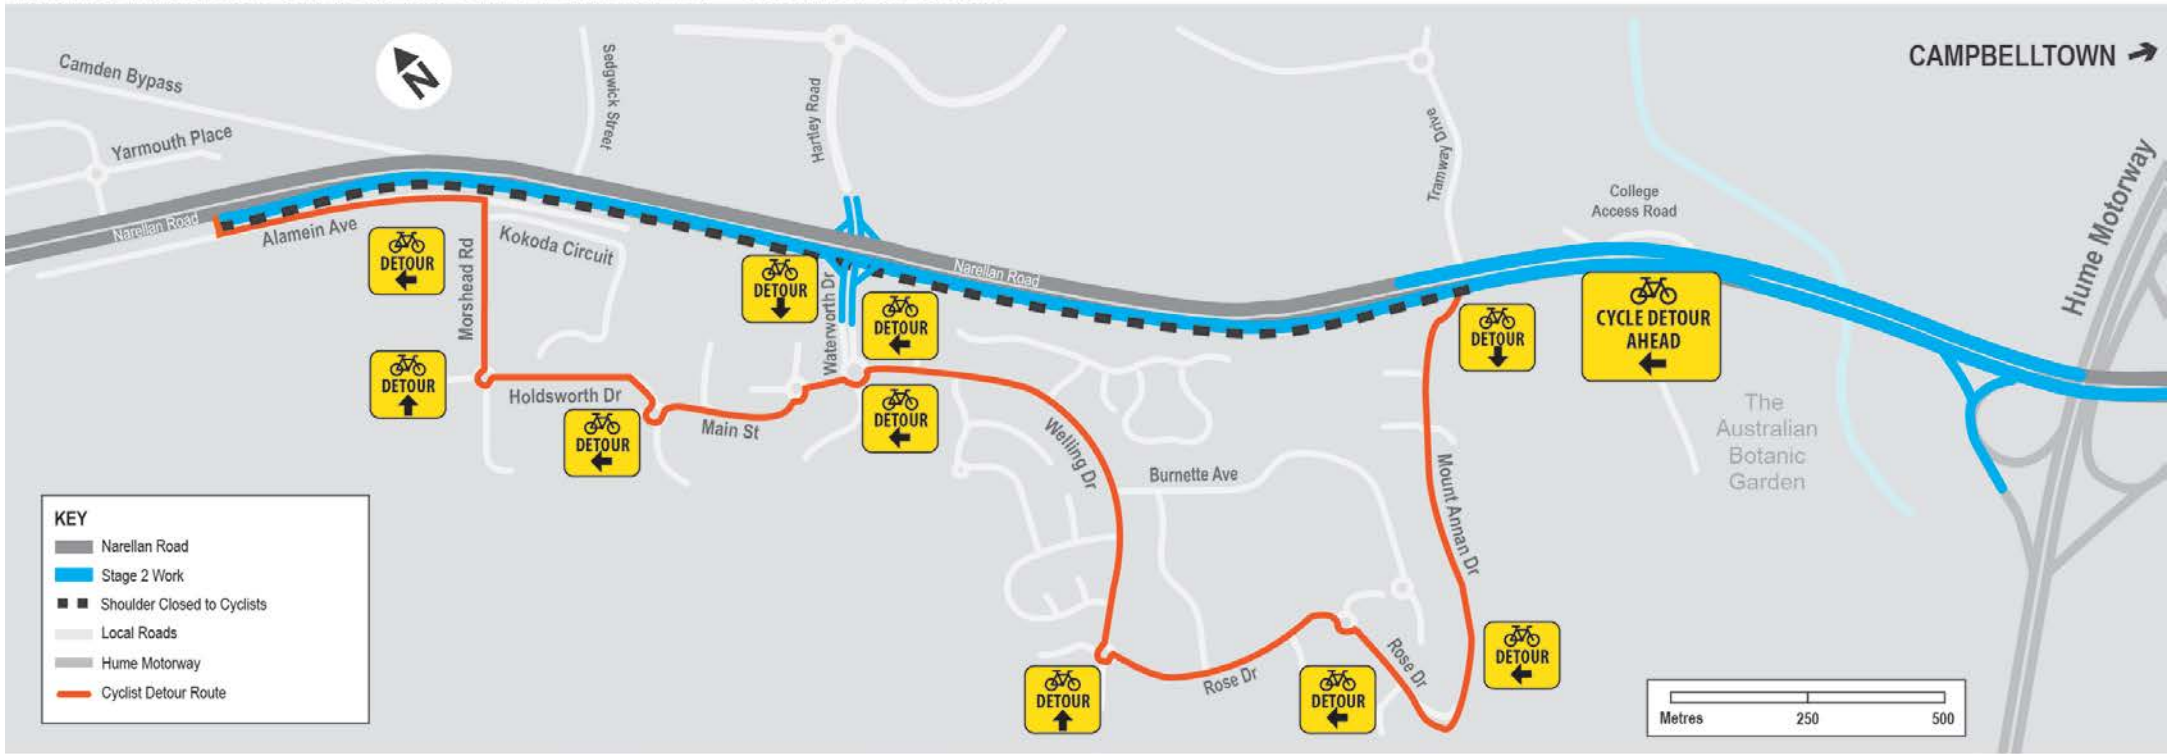 Camden Bypass
Yarmouth Place
N
Sedgwick Street
Hartley Road
Tramway Drive
College
Access Road
CAMPBELLTOWN
Hume Motorway
Narellan Road
Alamein Ave
Morshead Rd
Kokoda Circuit
DETOUR
DETOUR
Waterworth Dr
DETOUR
Narellan Road
DETOUR
CYCLE DETOUR
AHEAD
DETOUR
Holdsworth Dr
DETOUR
Main St
DETOUR
Welling Dr
Burnette Ave
Mount Annan Dr
The
Australian
Botanic
Garden
DETOUR
Rose Dr
DETOUR
Rose Dr
DETOUR
KEY
Narellan Road
Stage 2 Work
Shoulder Closed to Cyclists
Local Roads
Hume Motorway
Cyclist Detour Route
Metres 250 500